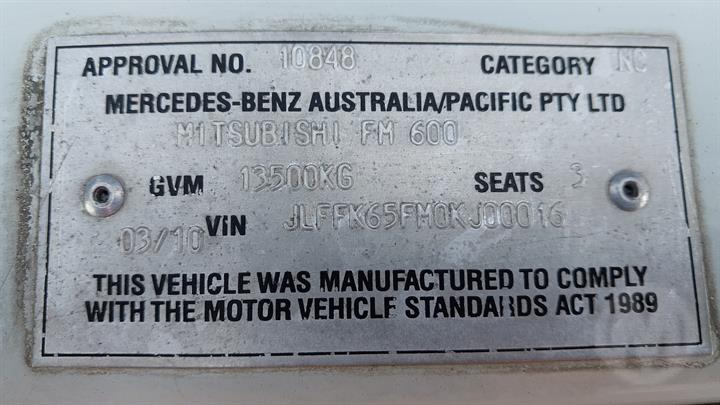 APPROVAL NO. 10848 CATEGORY NC
MERCEDES-BENZ AUSTRALIA/PACIFIC PTY LTD
MITSUBISHI FM 600
GVM 13500KG SEATS 3
03/10 VIN JLFFK65FM0KJ00016
THIS VEHICLE WAS MANUFACTURED TO COMPLY
WITH THE MOTOR VEHICLE STANDARDS ACT 1989